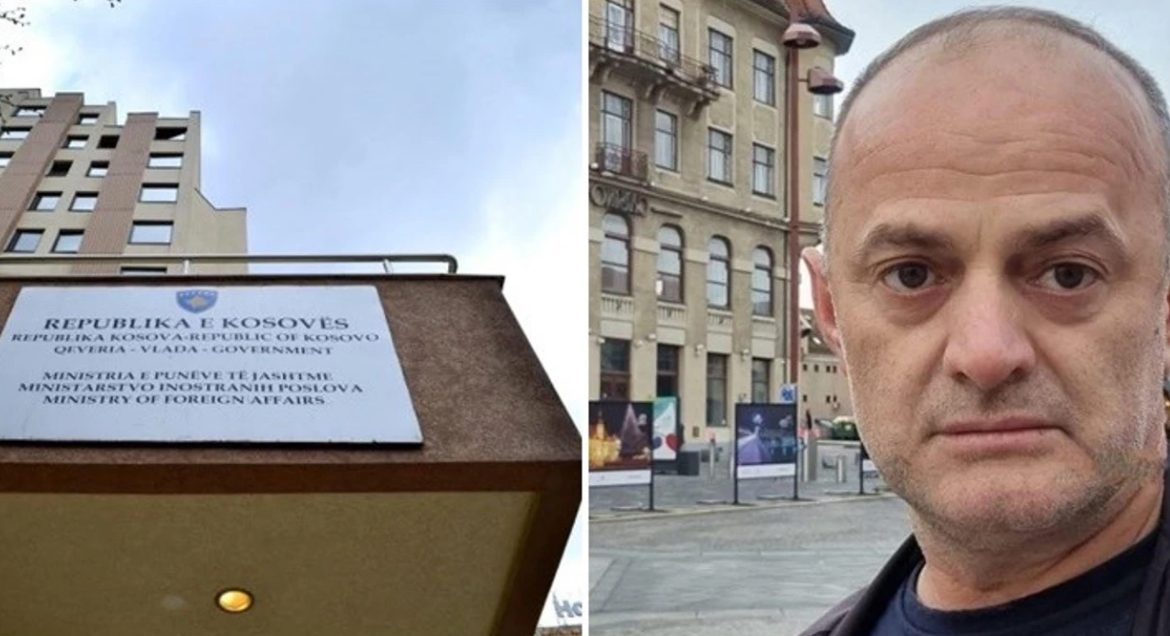 REPUBLIKA E KOSOVËS
REPUBLIKA KOSOVA-REPUBLIC OF KOSOVO
QEVERIA - VLADA - GOVERNMENT
MINISTRIA E PUNËVE TË JASHTME
MINISTARSTVO INOSTRANIH POSLOVA
MINISTRY OF FOREIGN AFFAIRS